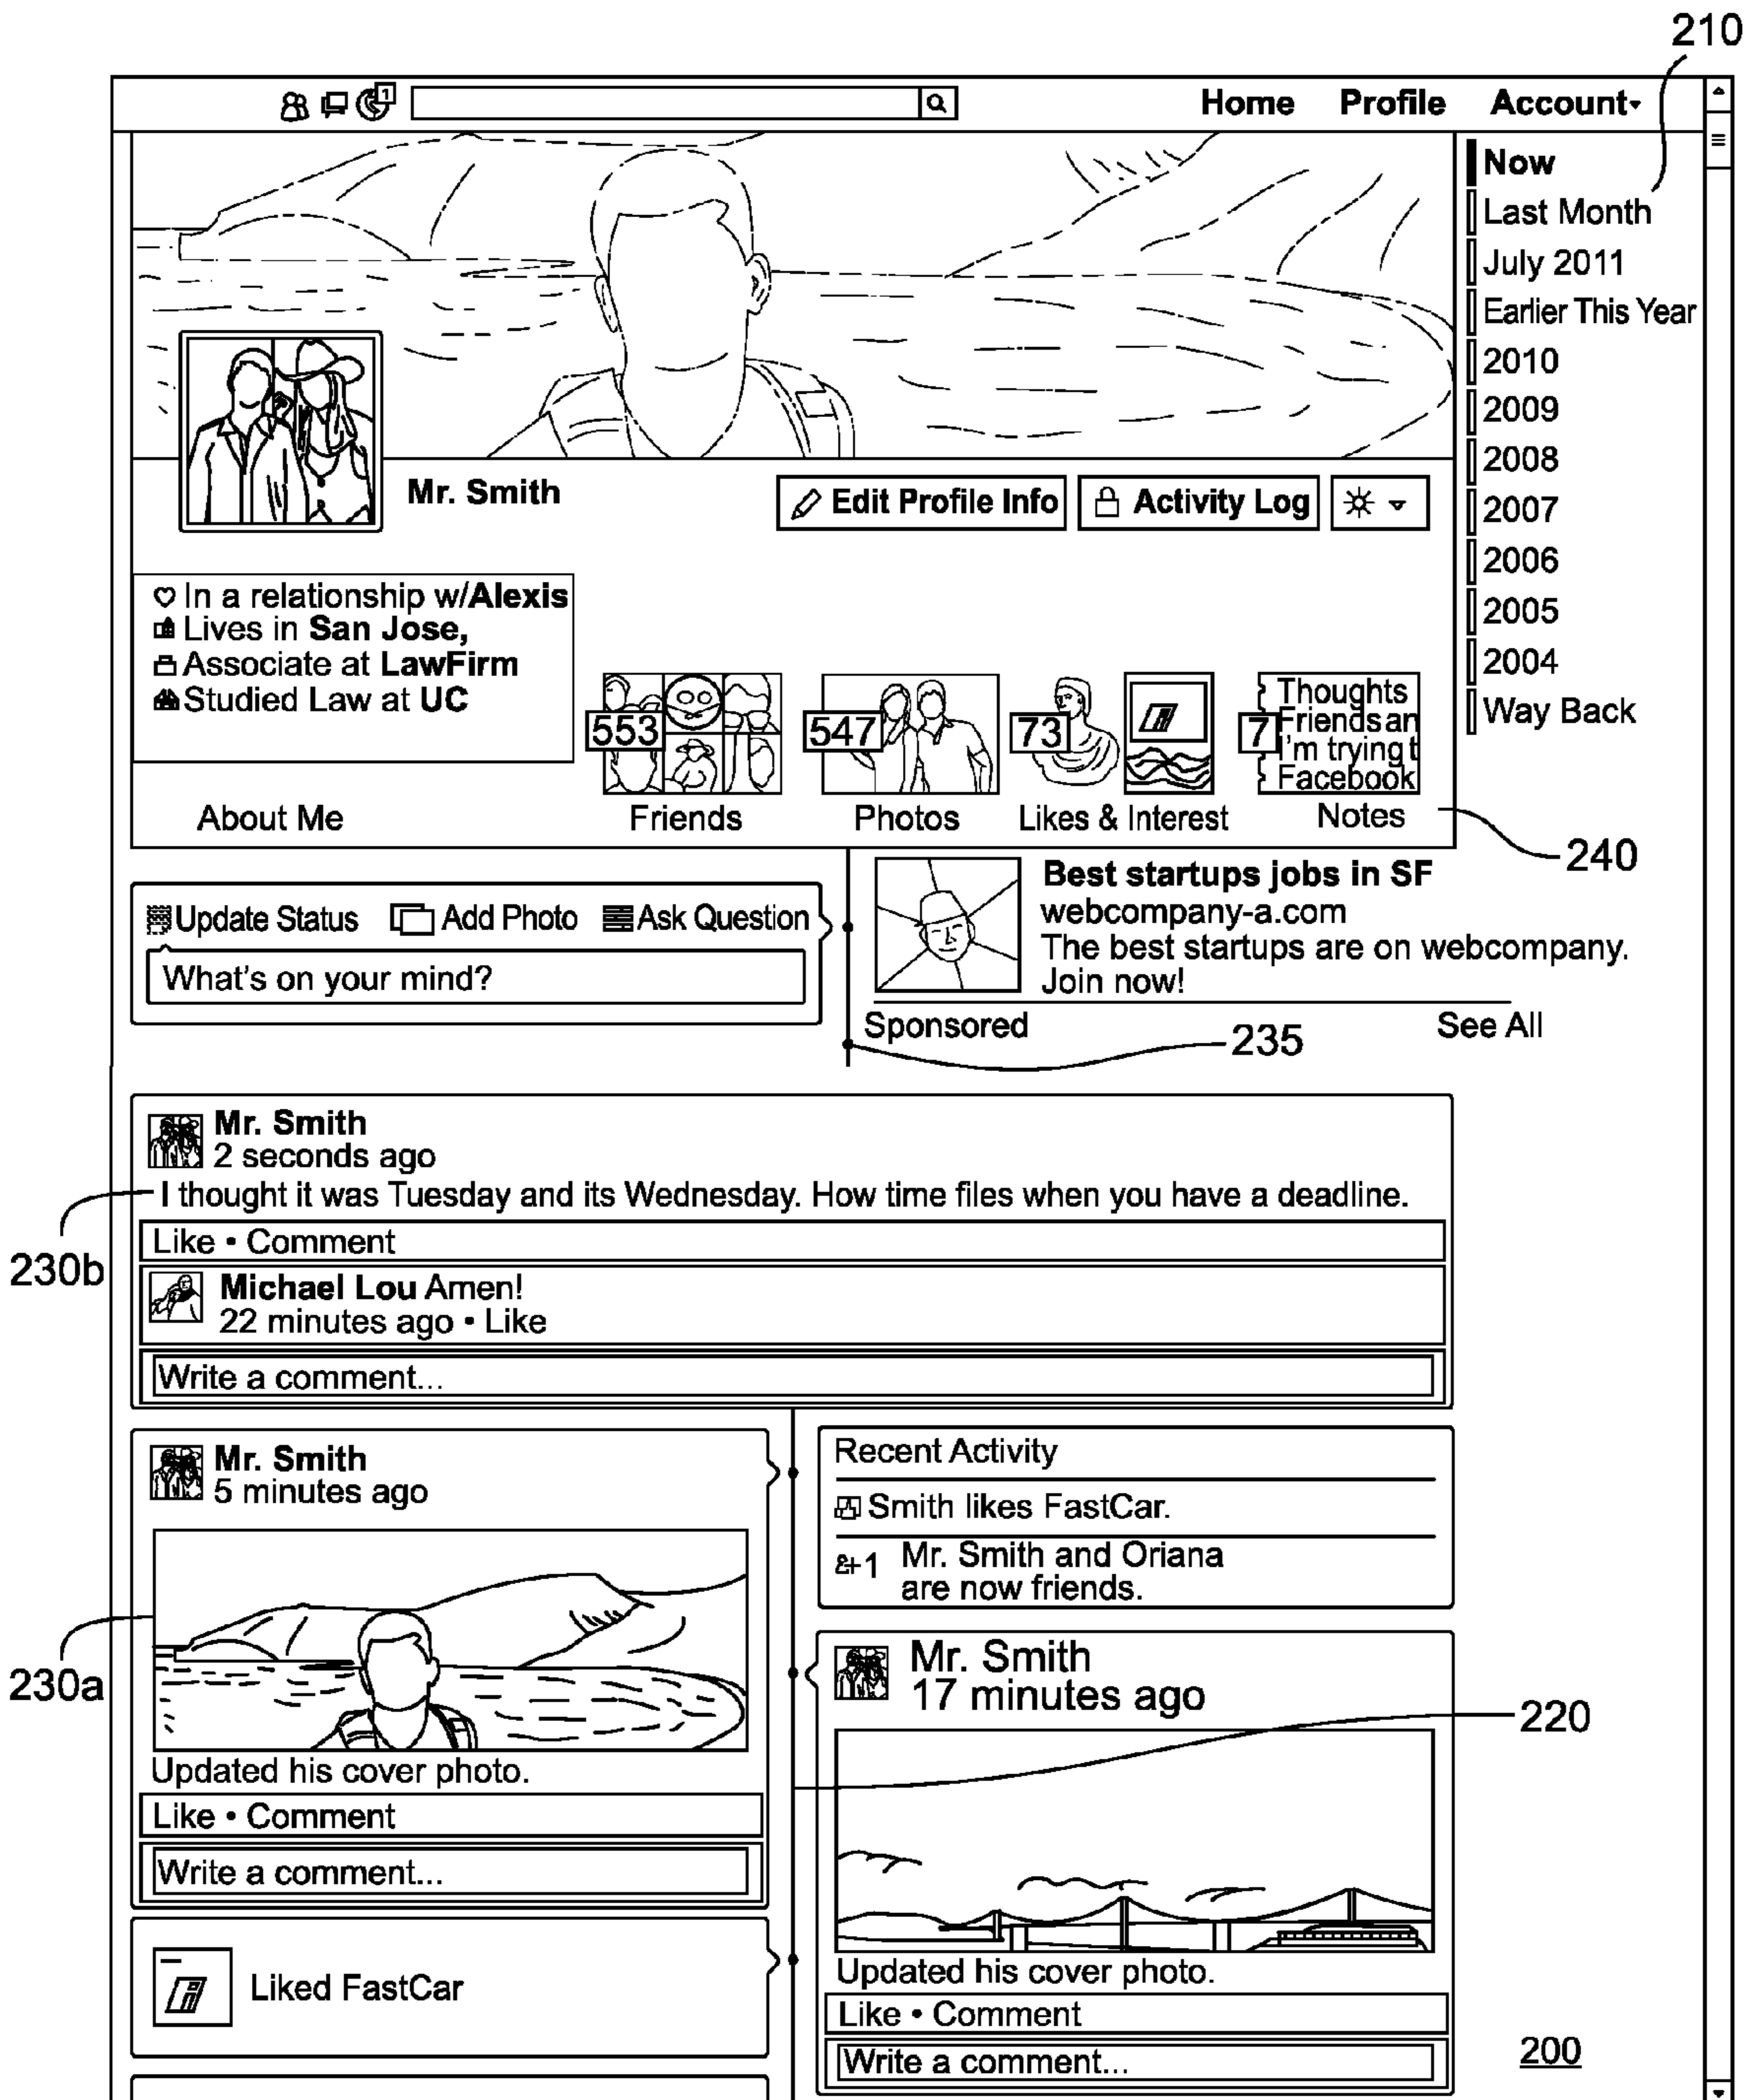 210
1
Home Profile Account
Now
Last Month
July 2011
Earlier This Year
2010
2009
2008
2007
2006
2005
2004
Way Back
Mr. Smith
Edit Profile Info
Activity Log
In a relationship w/Alexis
Lives in San Jose,
Associate at LawFirm
Studied Law at UC
About Me
553
Friends
547
Photos
73
Likes & Interest
7
Thoughts
Friends an
I'm trying t
Facebook
Notes
240
Update Status Add Photo Ask Question
What's on your mind?
Best startups jobs in SF
webcompany-a.com
The best startups are on webcompany.
Join now!
Sponsored See All
235
Mr. Smith
2 seconds ago
I thought it was Tuesday and its Wednesday. How time files when you have a deadline.
230b
Like • Comment
Michael Lou Amen!
22 minutes ago • Like
Write a comment...
Mr. Smith
5 minutes ago
230a
Updated his cover photo.
Like • Comment
Write a comment...
Liked FastCar
Recent Activity
Smith likes FastCar.
+1 Mr. Smith and Oriana
are now friends.
Mr. Smith
17 minutes ago
220
Updated his cover photo.
Like • Comment
Write a comment...
200